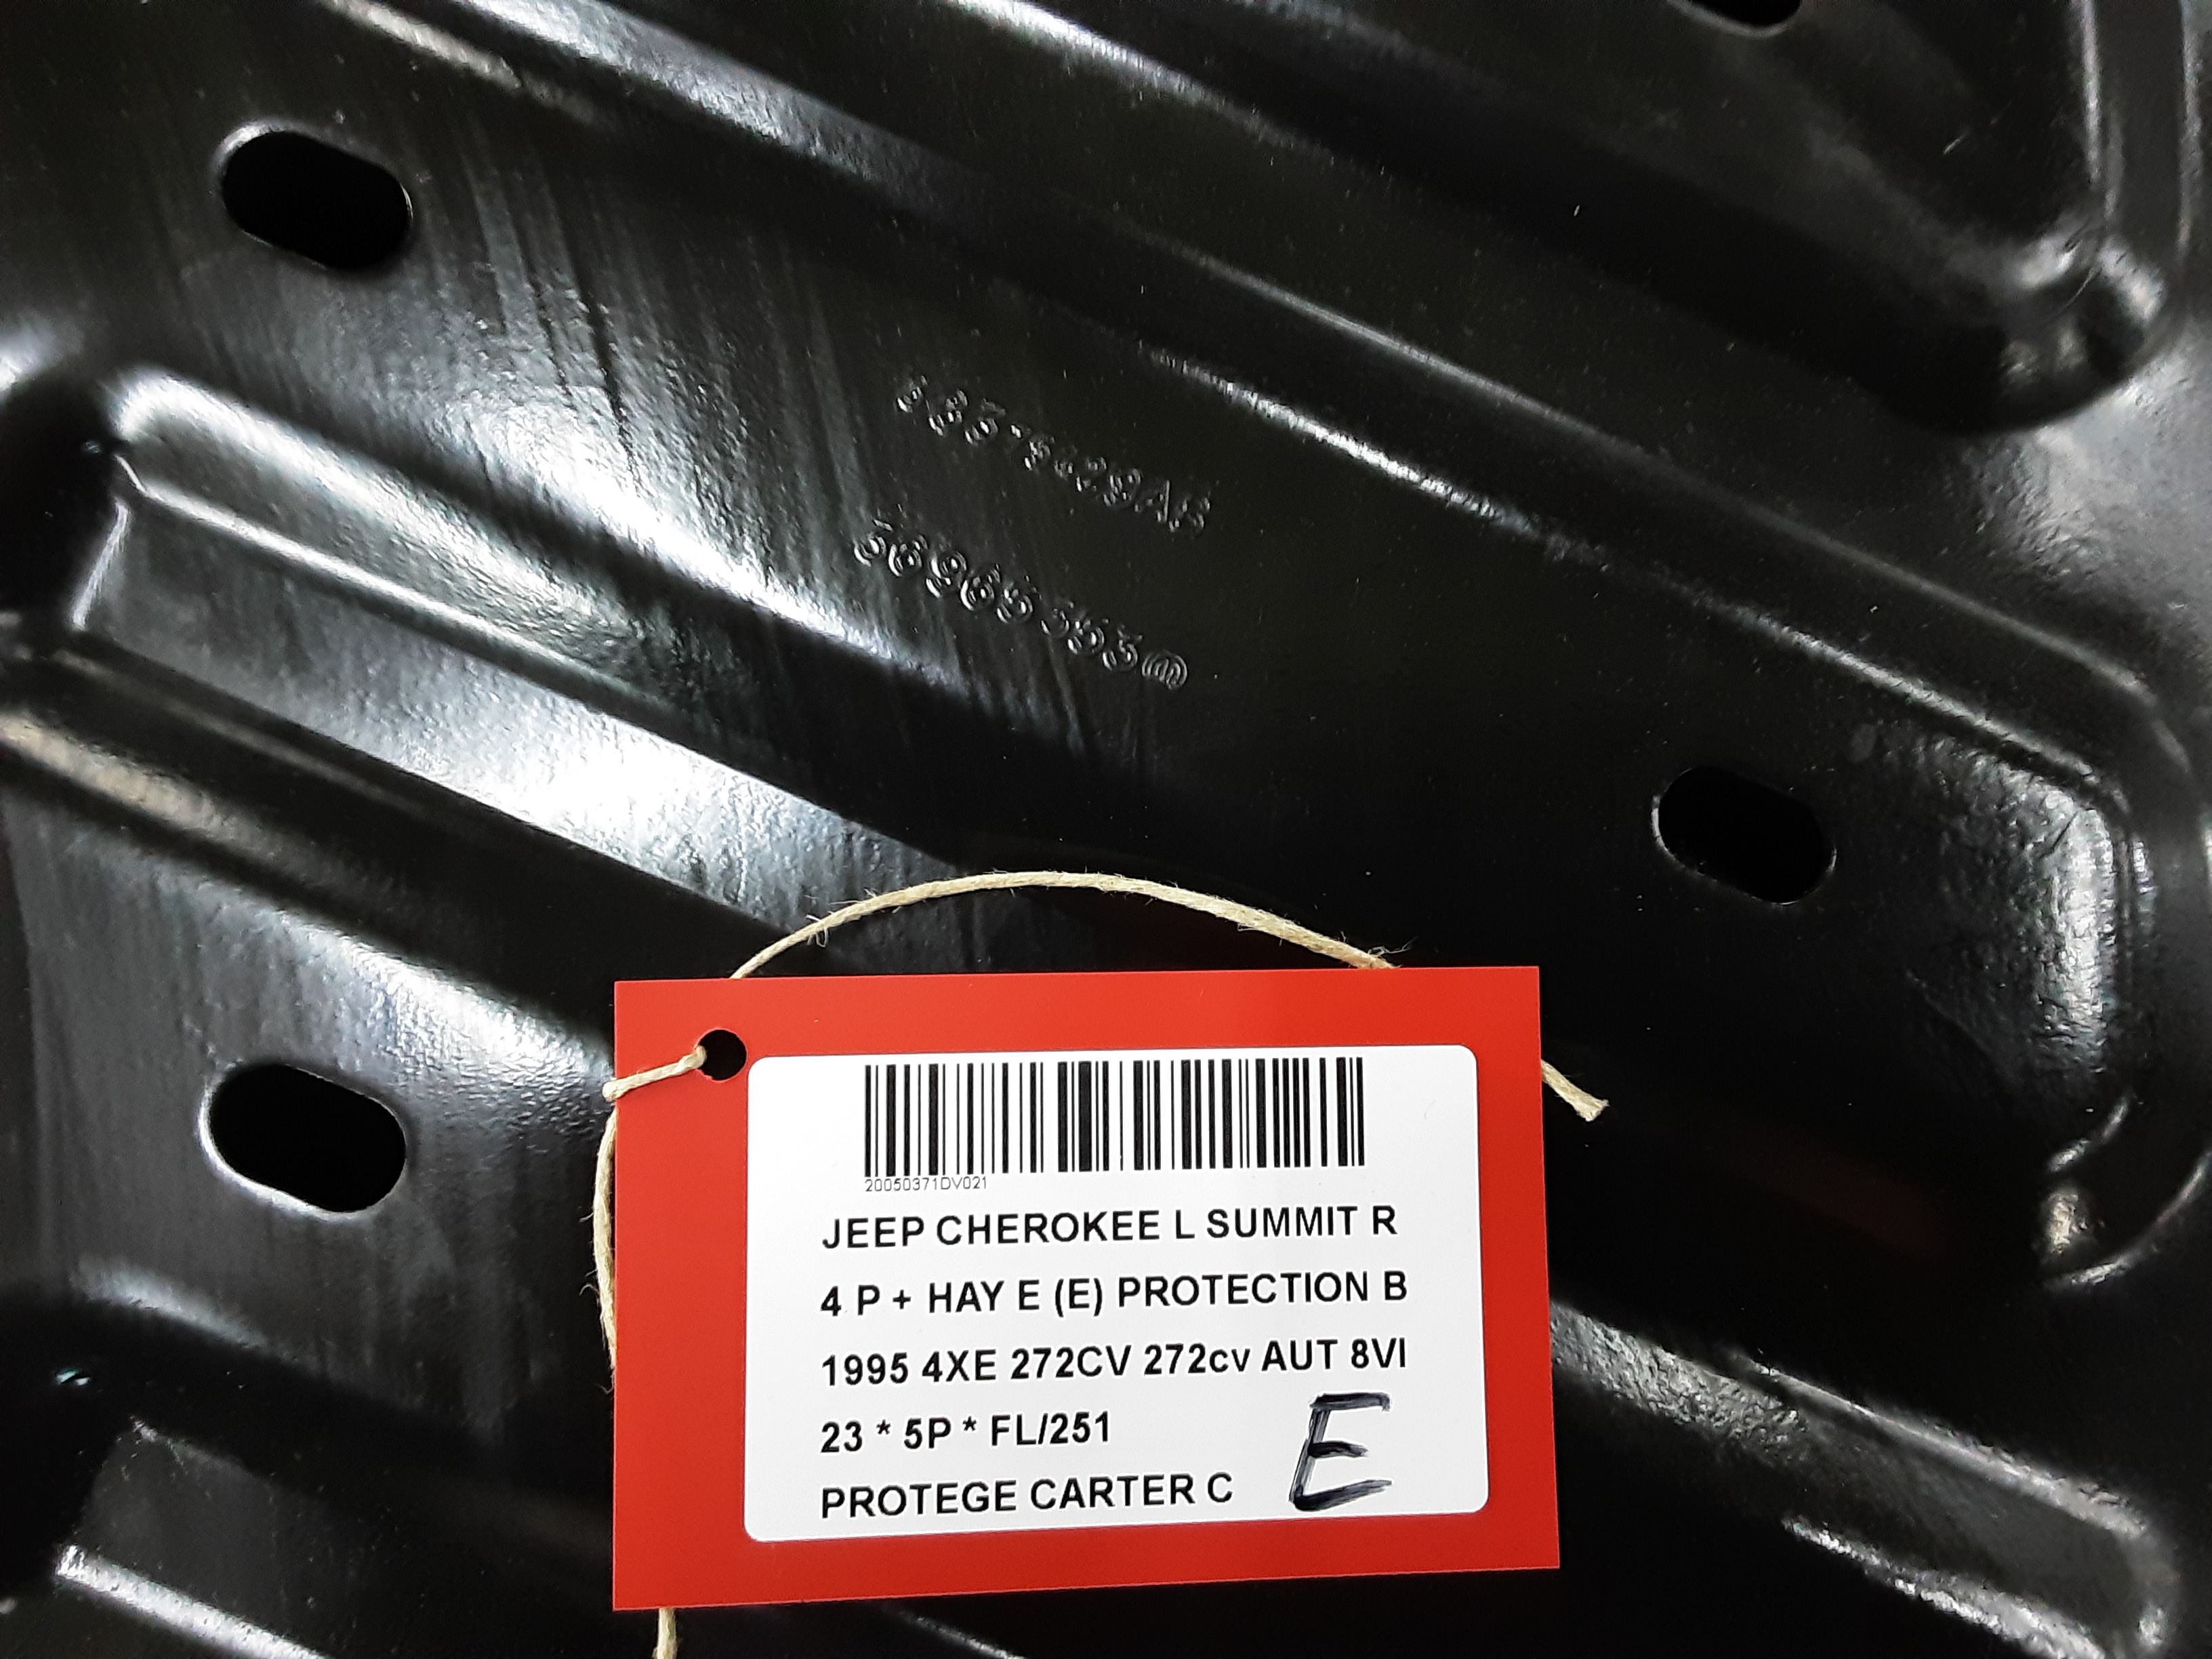 20050371DV021
JEEP CHEROKEE L SUMMIT R
4 P + HAY E (E) PROTECTION B
1995 4XE 272CV 272cv AUT 8VI
23 * 5P * FL/251
E
PROTEGE CARTER C